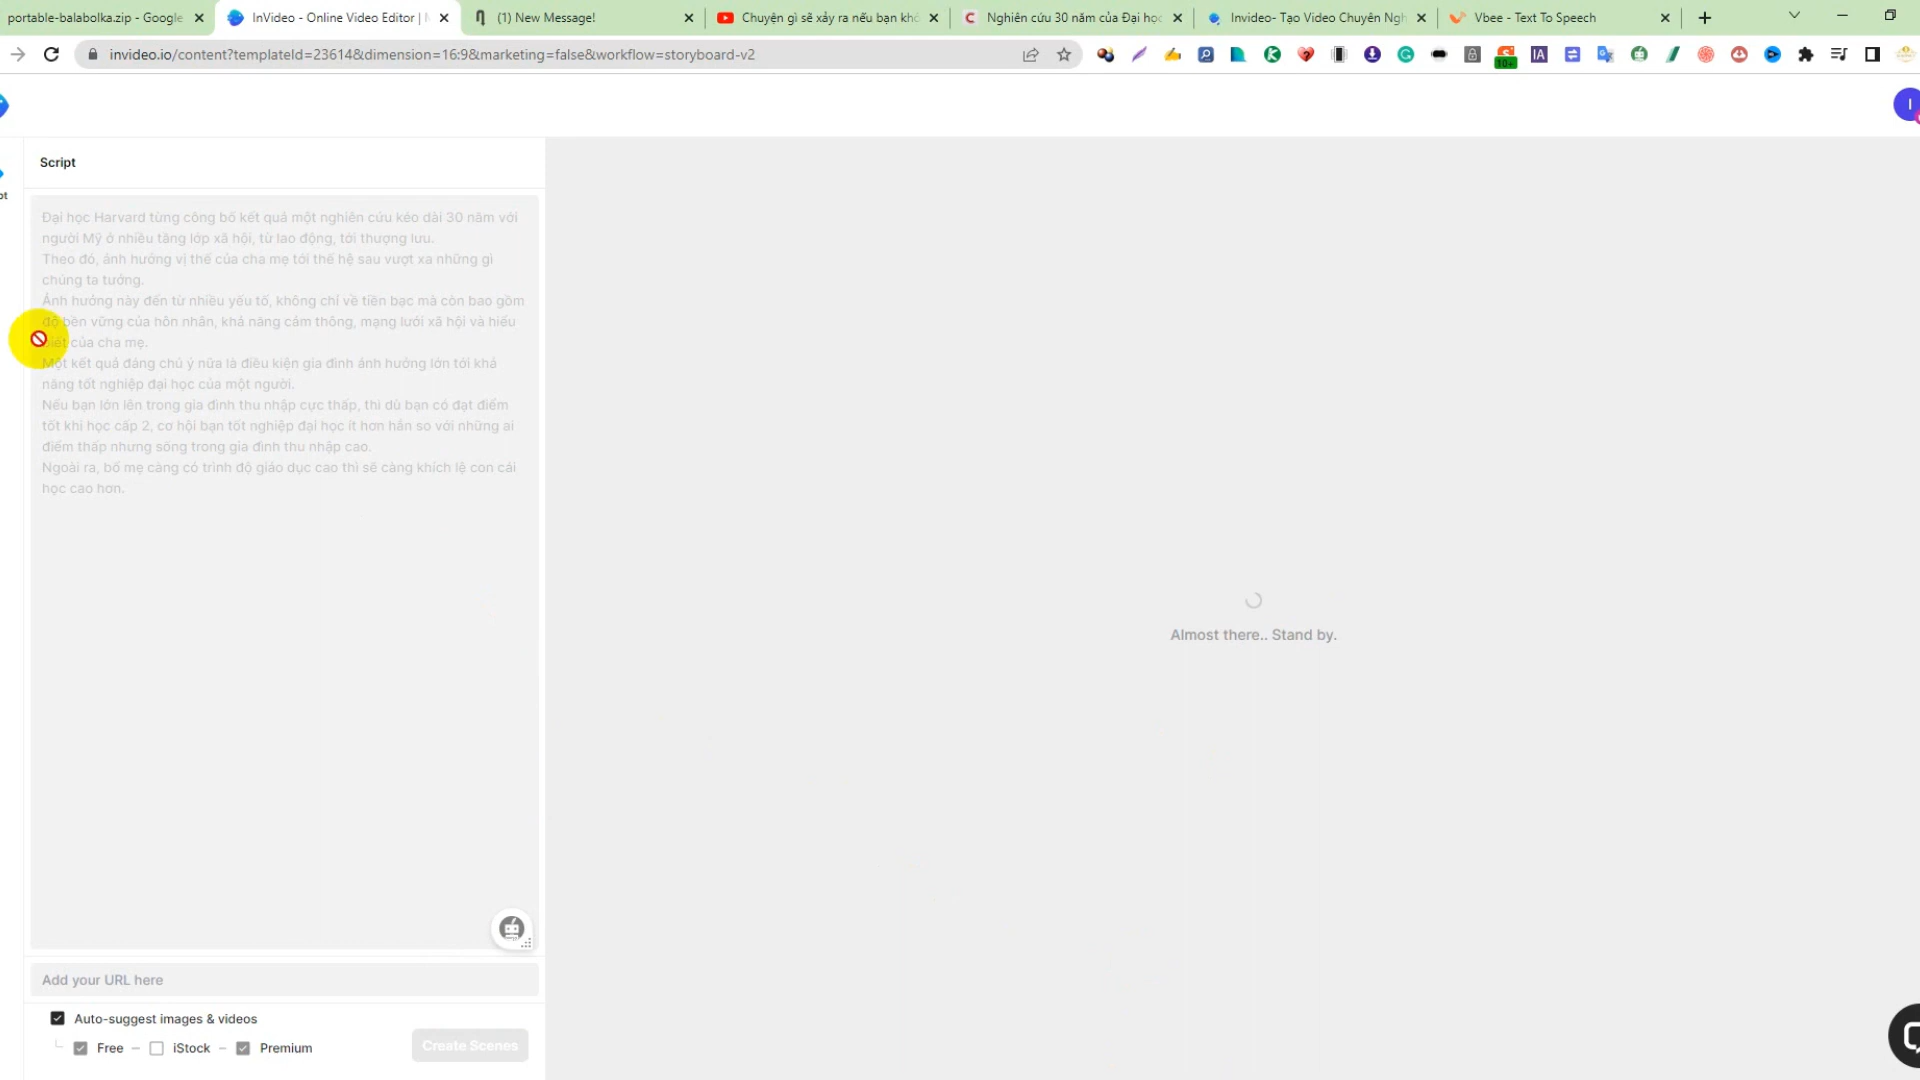 portable-balabolka.zip - Google
InVideo - Online Video Editor |
(1) New Message!
Chuyện gì sẽ xảy ra nếu bạn khô
Nghiên cứu 30 năm của Đại học
Invideo- Tạo Video Chuyên Ngh
Vbee - Text To Speech
invideo.io/content?templateId=23614&dimension=16:9&marketing=false&workflow=storyboard-v2
10+
IA
I
Script
pt
Đại học Harvard từng công bố kết quả một nghiên cứu kéo dài 30 năm với
người Mỹ ở nhiều tầng lớp xã hội, từ lao động, tới thượng lưu.
Theo đó, ảnh hưởng vị thế của cha mẹ tới thế hệ sau vượt xa những gì
chúng ta tưởng.
Ảnh hưởng này đến từ nhiều yếu tố, không chỉ về tiền bạc mà còn bao gồm
độ bền vững của hôn nhân, khả năng cảm thông, mạng lưới xã hội và hiểu
biết của cha mẹ.
Một kết quả đáng chú ý nữa là điều kiện gia đình ảnh hưởng lớn tới khả
năng tốt nghiệp đại học của một người.
Nếu bạn lớn lên trong gia đình thu nhập cực thấp, thì dù bạn có đạt điểm
tốt khi học cấp 2, cơ hội bạn tốt nghiệp đại học ít hơn hẳn so với những ai
điểm thấp nhưng sống trong gia đình thu nhập cao.
Ngoài ra, bố mẹ càng có trình độ giáo dục cao thì sẽ càng khích lệ con cái
học cao hơn.
Almost there.. Stand by.
Add your URL here
Auto-suggest images & videos
Free
iStock
Premium
Create Scenes